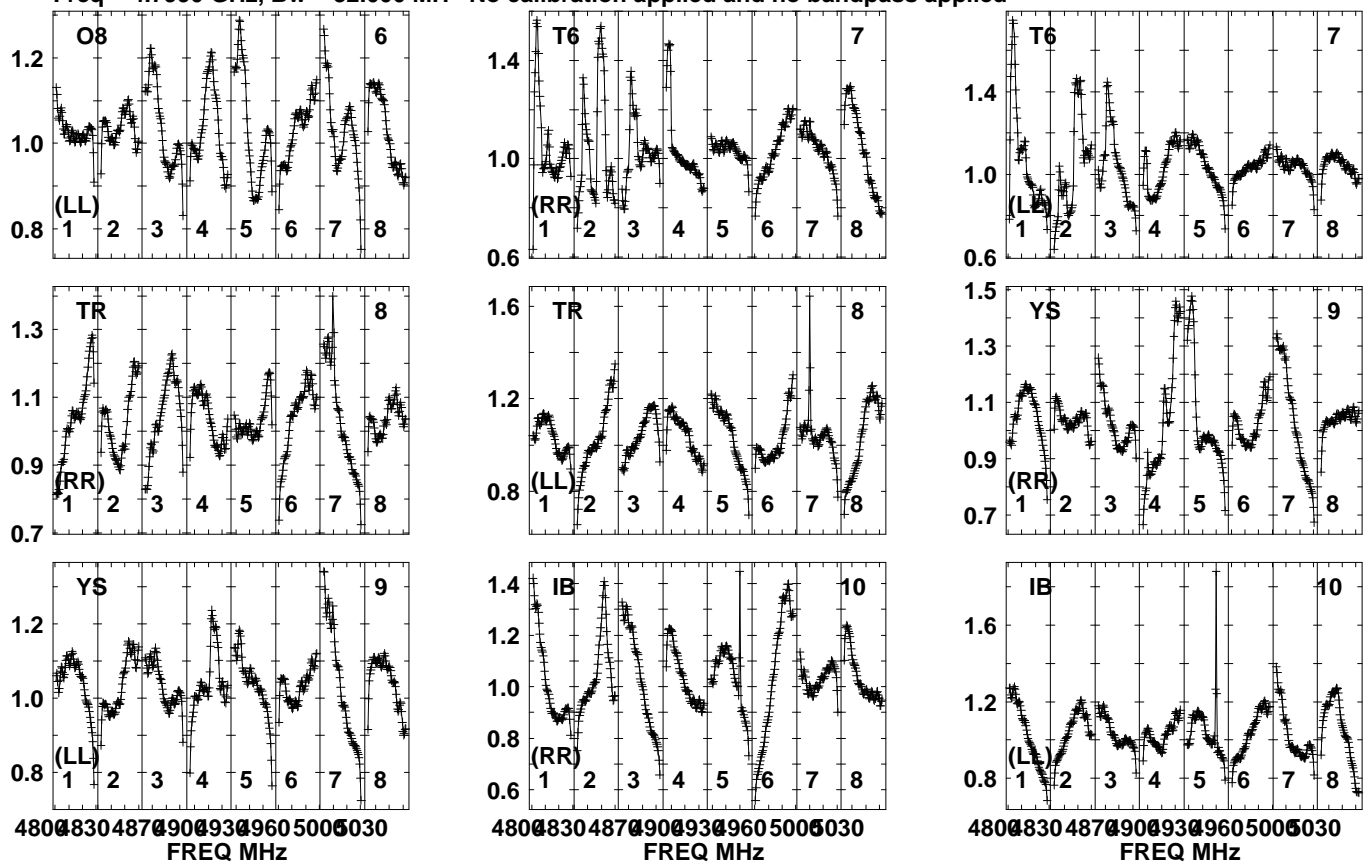 No calibration applied and no bandpass applied
O8 6 T6 7 T6 7
1.2 1.4 1.4
1.0 1.0 1.0
(LL) (RR) (LL)
0.8 1 2 3 4 5 6 7 8 1 2 3 4 5 6 7 8 1 2 3 4 5 6 7 8
0.6 0.6
TR 8 TR 8 YS 9
1.3 1.6 1.5
1.1 1.2 1.3
0.9 0.8 1.1
0.9
0.7
(RR) (LL) (RR)
0.7 1 2 3 4 5 6 7 8 1 2 3 4 5 6 7 8 1 2 3 4 5 6 7 8
YS 9 IB 10 IB 10
1.2 1.4 1.6
1.0 1.2 1.2
0.8 1.0 0.8
0.8
0.6
(LL) (RR) (LL)
1 2 3 4 5 6 7 8 1 2 3 4 5 6 7 8 1 2 3 4 5 6 7 8
4800 4830 4870 4900 4930 4960 5000 5030 4800 4830 4870 4900 4930 4960 5000 5030 4800 4830 4870 4900 4930 4960 5000 5030
FREQ MHz FREQ MHz FREQ MHz